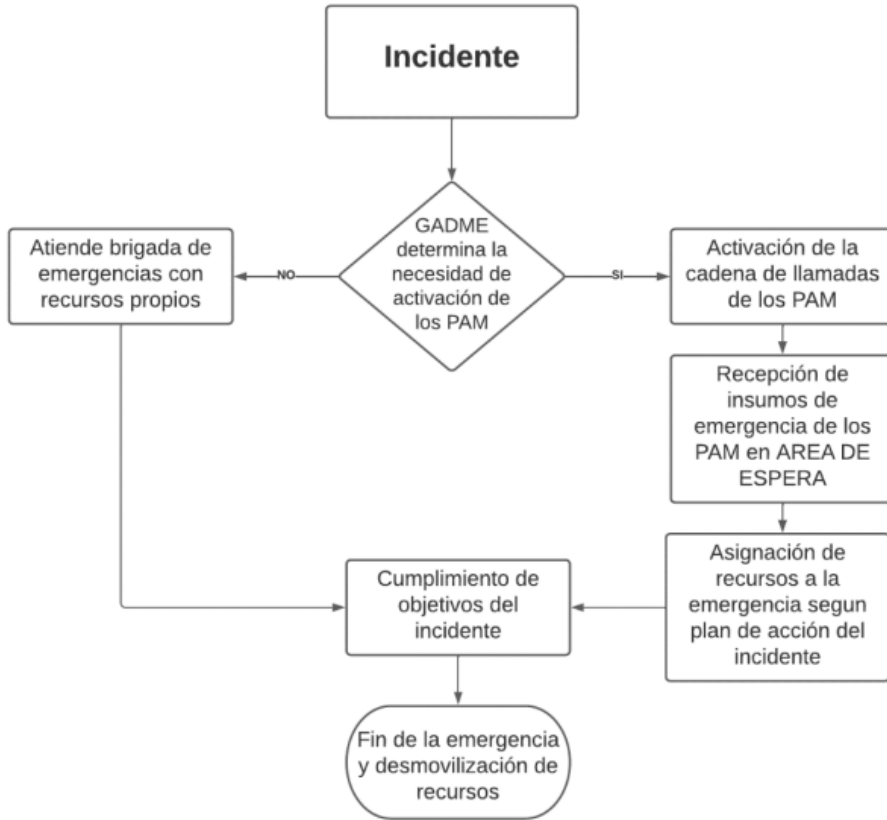 Incidente
GADME
determina la
necesidad de
activación de
los PAM
NO
SI
Atiende brigada de
emergencias con
recursos propios
Activación de la
cadena de llamadas
de los PAM
Recepción de
insumos de
emergencia de los
PAM en AREA DE
ESPERA
Asignación de
recursos a la
emergencia segun
plan de acción del
incidente
Cumplimiento de
objetivos del
incidente
Fin de la emergencia
y desmovilización de
recursos